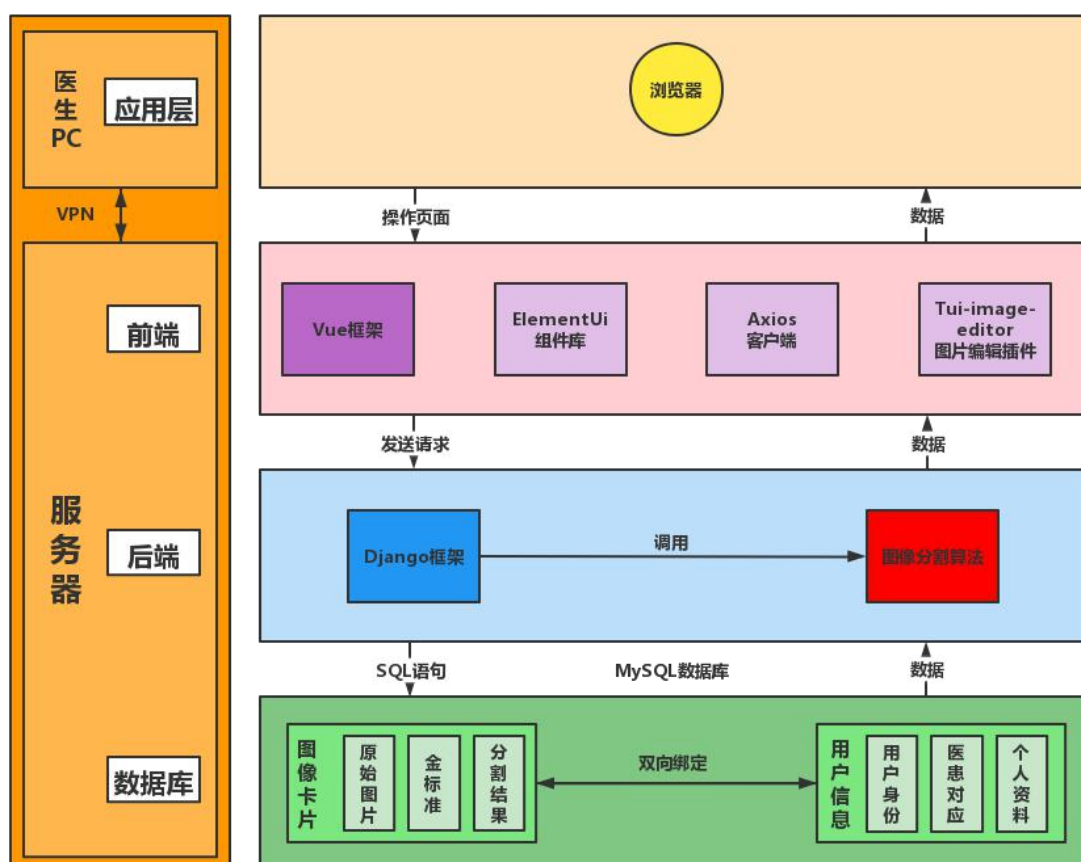 医生PC
应用层
VPN
服务器
前端
后端
数据库
浏览器
操作页面
数据
Vue框架
ElementUi
组件库
Axios
客户端
Tui-image-
editor
图片编辑插件
发送请求
数据
Django框架
调用
图像分割算法
SQL语句
MySQL数据库
数据
图像卡片
原始图片
金标准
分割结果
双向绑定
用户信息
用户身份
医患对应
个人资料